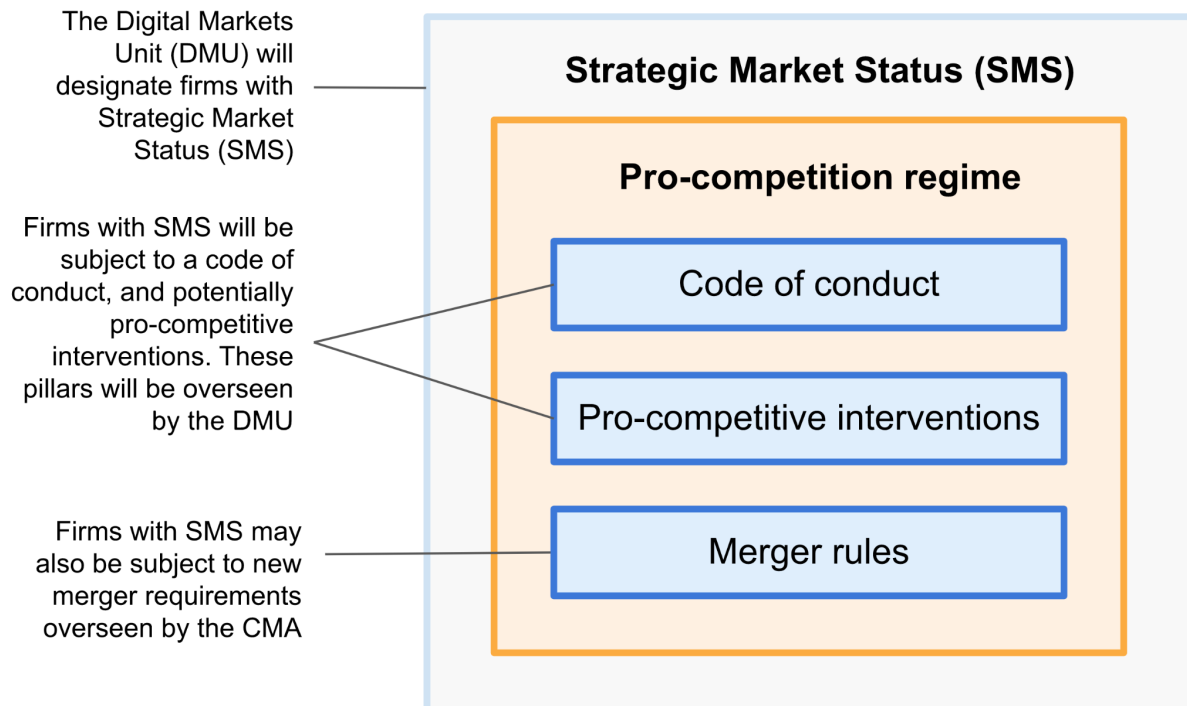 The Digital Markets
Unit (DMU) will
designate firms with
Strategic Market
Status (SMS)
Firms with SMS will be
subject to a code of
conduct, and potentially
pro-competitive
interventions. These
pillars will be overseen
by the DMU
Firms with SMS may
also be subject to new
merger requirements
overseen by the CMA
Strategic Market Status (SMS)
Pro-competition regime
Code of conduct
Pro-competitive interventions
Merger rules